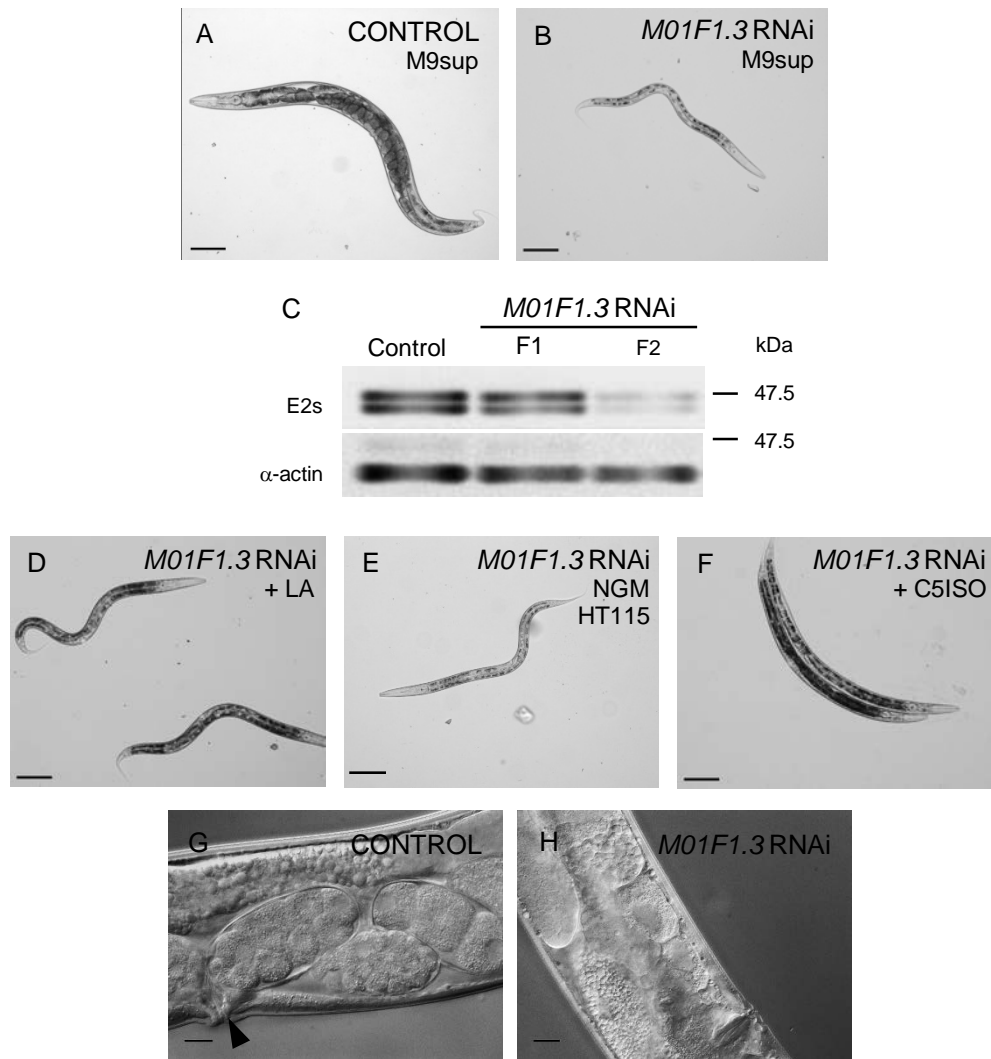 A
CONTROL
M9sup
B
M01F1.3 RNAi
M9sup
C
M01F1.3 RNAi
Control
F1
F2
kDa
E2s
47.5
47.5
α-actin
D
M01F1.3 RNAi
+ LA
E
M01F1.3 RNAi
NGM
HT115
F
M01F1.3 RNAi
+ C5ISO
G
CONTROL
H
M01F1.3 RNAi